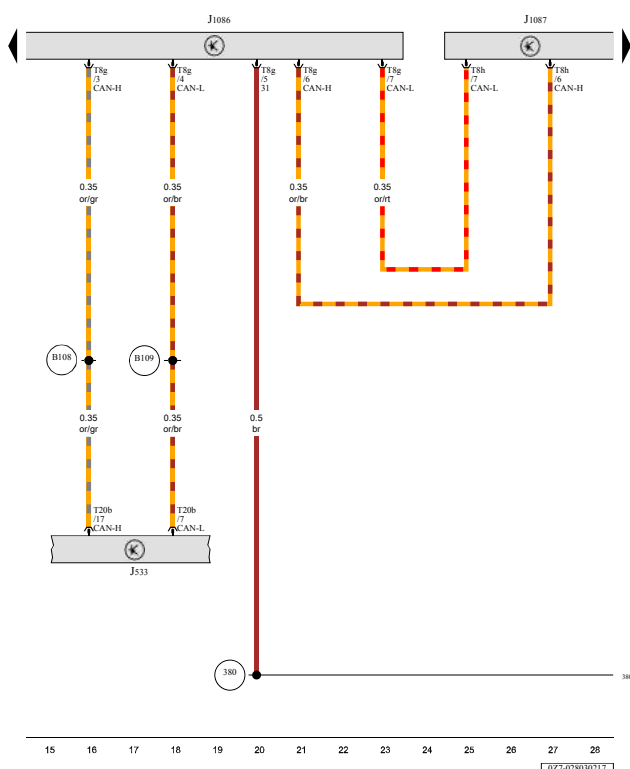 J1086 J1087
T8g T8g T8g T8g T8g T8h T8h
/3 /4 /5 /6 /7 /7 /6
CAN-H CAN-L 31 CAN-H CAN-L CAN-L CAN-H
0.35 0.35 0.35 0.35
or/gr or/br or/br or/rt
B108 B109
0.35 0.35 0.5
or/gr or/br br
T20b T20b
/17 /7
CAN-H CAN-L
J533
380
15 16 17 18 19 20 21 22 23 24 25 26 27 28